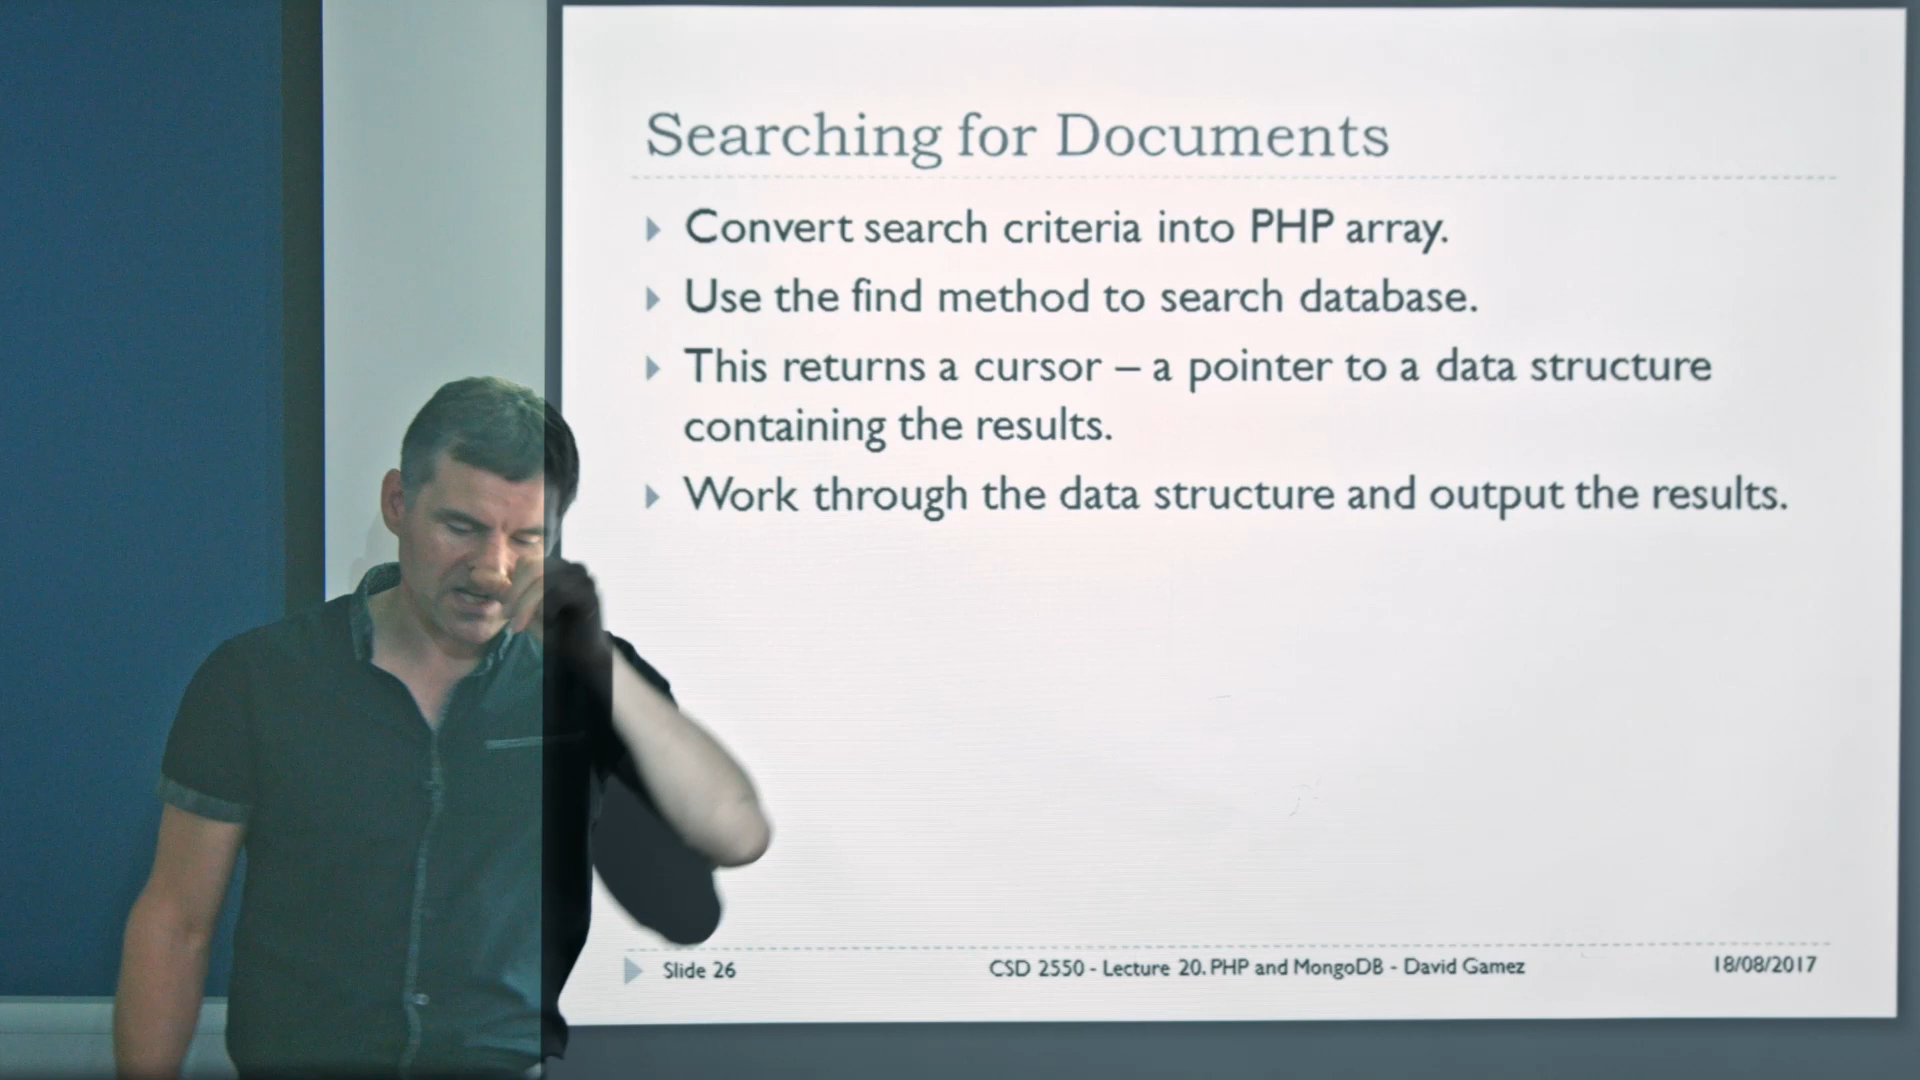 Searching for Documents
Convert search criteria into PHP array.
Use the find method to search database.
This returns a cursor – a pointer to a data structure
containing the results.
Work through the data structure and output the results.
Slide 26
CSD 2550 - Lecture 20. PHP and MongoDB - David Gamez
18/08/2017